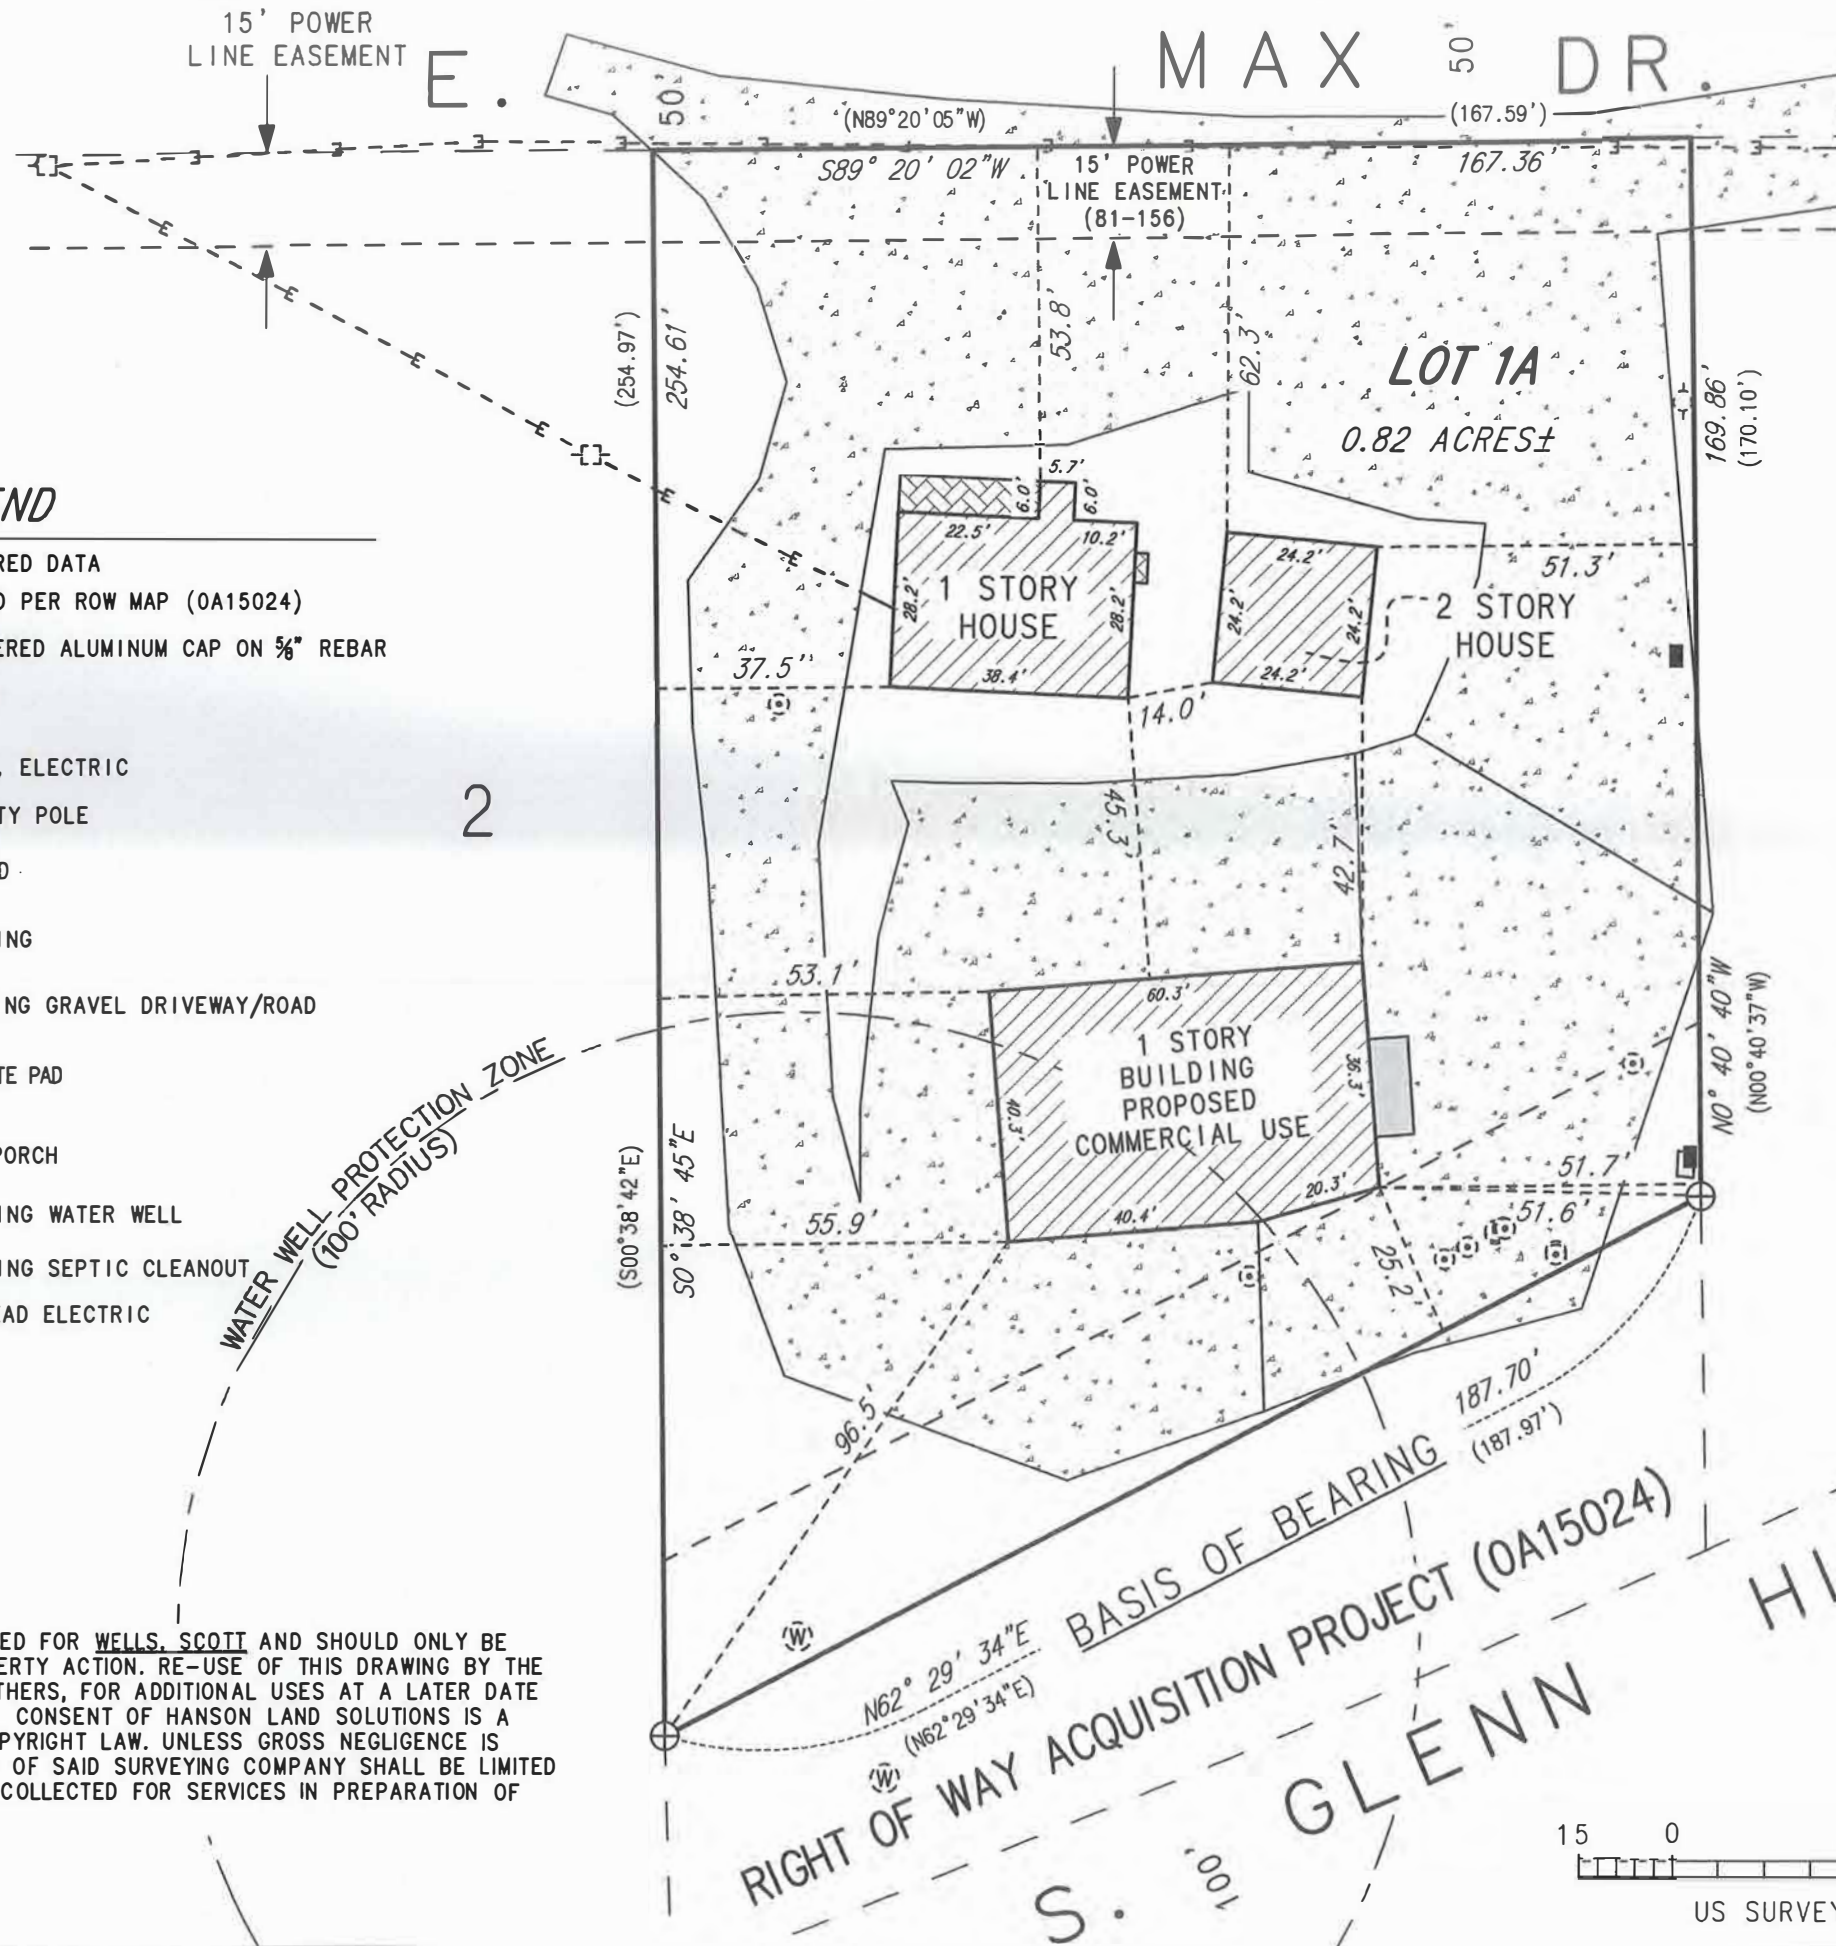 15' POWER
LINE EASEMENT
E.
MAX DR.
50'
50'
(N89°20'05"W)
(167.59')
S89° 20' 02"W
167.36'
15' POWER
LINE EASEMENT
(81-156)
(254.97')
254.61'
53.8'
62.3'
LOT 1A
0.82 ACRES±
169.86'
(170.10')
5.7'
6.0'
6.0'
22.5'
10.2'
28.2'
28.2'
1 STORY
HOUSE
38.4'
24.2'
24.2'
24.2'
24.2'
51.3'
2 STORY
HOUSE
37.5'
14.0'
45.3'
42.7'
2
53.1'
60.3'
1 STORY
BUILDING
PROPOSED
COMMERCIAL USE
40.3'
36.3'
20.3'
40.4'
55.9'
51.7'
51.6'
25.2'
96.5'
N0° 40' 40"W
(N00°40'37"W)
(S00°38'42"E)
S0° 38' 45"E
WATER WELL PROTECTION ZONE
(100' RADIUS)
187.70'
(187.97')
N62° 29' 34"E
(N62°29'34"E)
BASIS OF BEARING
RIGHT OF WAY ACQUISITION PROJECT (0A15024)
S. GLENN HI
100'
W
W
END
RED DATA
D PER ROW MAP (0A15024)
ERED ALUMINUM CAP ON 5/8" REBAR
, ELECTRIC
TY POLE
D
ING
ING GRAVEL DRIVEWAY/ROAD
TE PAD
PORCH
ING WATER WELL
ING SEPTIC CLEANOUT
EAD ELECTRIC
ED FOR WELLS, SCOTT AND SHOULD ONLY BE
ERTY ACTION. RE-USE OF THIS DRAWING BY THE
THERS, FOR ADDITIONAL USES AT A LATER DATE
CONSENT OF HANSON LAND SOLUTIONS IS A
PYRIGHT LAW. UNLESS GROSS NEGLIGENCE IS
OF SAID SURVEYING COMPANY SHALL BE LIMITED
COLLECTED FOR SERVICES IN PREPARATION OF
15 0
US SURVEY